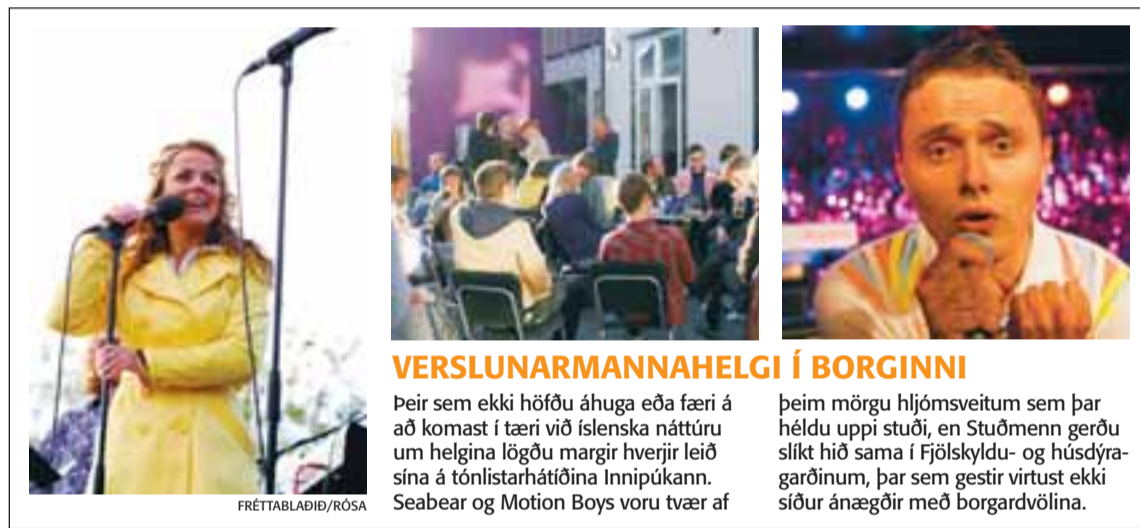 FRÉTTABLAÐIÐ/RÓSA
VERSLUNARMANNAHELGI Í BORGINNI
Þeir sem ekki höfðu áhuga eða færi á
að komast í tæri við íslenska náttúru
um helgina lögðu margir hverjir leið
sína á tónlistarhátíðina Innipúkann.
Seabear og Motion Boys voru tvær af
þeim mörgu hljómsveitum sem þar
héldu uppi stuði, en Stuðmenn gerðu
slíkt hið sama í Fjölskyldu- og húsdýra-
garðinum, þar sem gestir virtust ekki
síður ánægðir með borgardvölina.